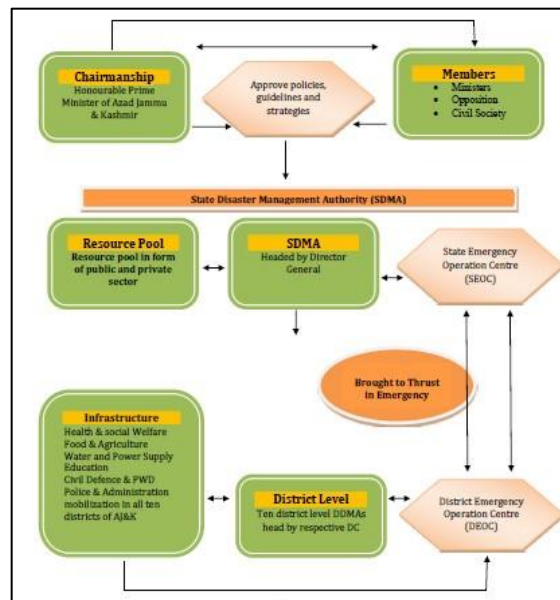 Chairmanship
Honourable Prime
Minister of Azad Jammu
& Kashmir
Approve policies,
guidelines and
strategies
Members
• Ministers
• Opposition
• Civil Society
State Disaster Management Authority (SDMA)
Resource Pool
Resource pool in form
of public and private
sector
SDMA
Headed by Director
General
State Emergency
Operation Centre
(SEOC)
Brought to Thrust
in Emergency
Infrastructure
Health & social Welfare
Food & Agriculture
Water and Power Supply
Education
Civil Defence & PWD
Police & Administration
mobilization in all ten
districts of AJ&K
District Level
Ten district level DDMAs
head by respective DC
District Emergency
Operation Centre
(DEOC)